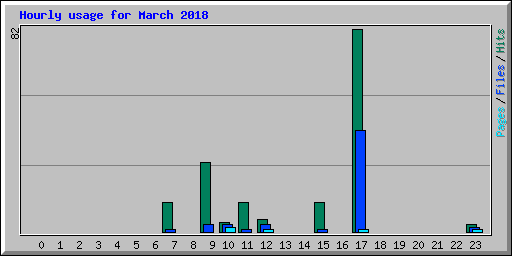 Hourly usage for March 2018
82
Pages/Files/Hits
0 1 2 3 4 5 6 7 8 9 10 11 12 13 14 15 16 17 18 19 20 21 22 23